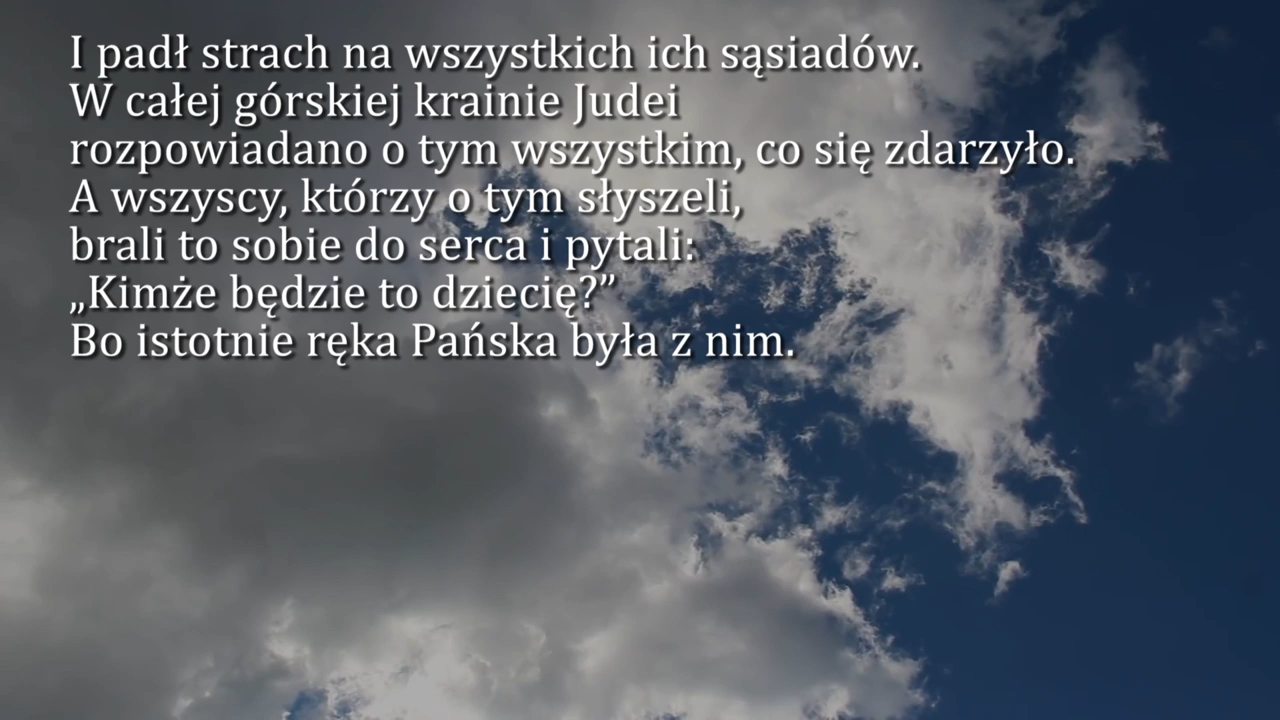 I padł strach na wszystkich ich sąsiadów.
W całej górskiej krainie Judei
rozpowiadano o tym wszystkim, co się zdarzyło.
A wszyscy, którzy o tym słyszeli,
brali to sobie do serca i pytali:
„Kimże będzie to dziecię?”
Bo istotnie ręka Pańska była z nim.